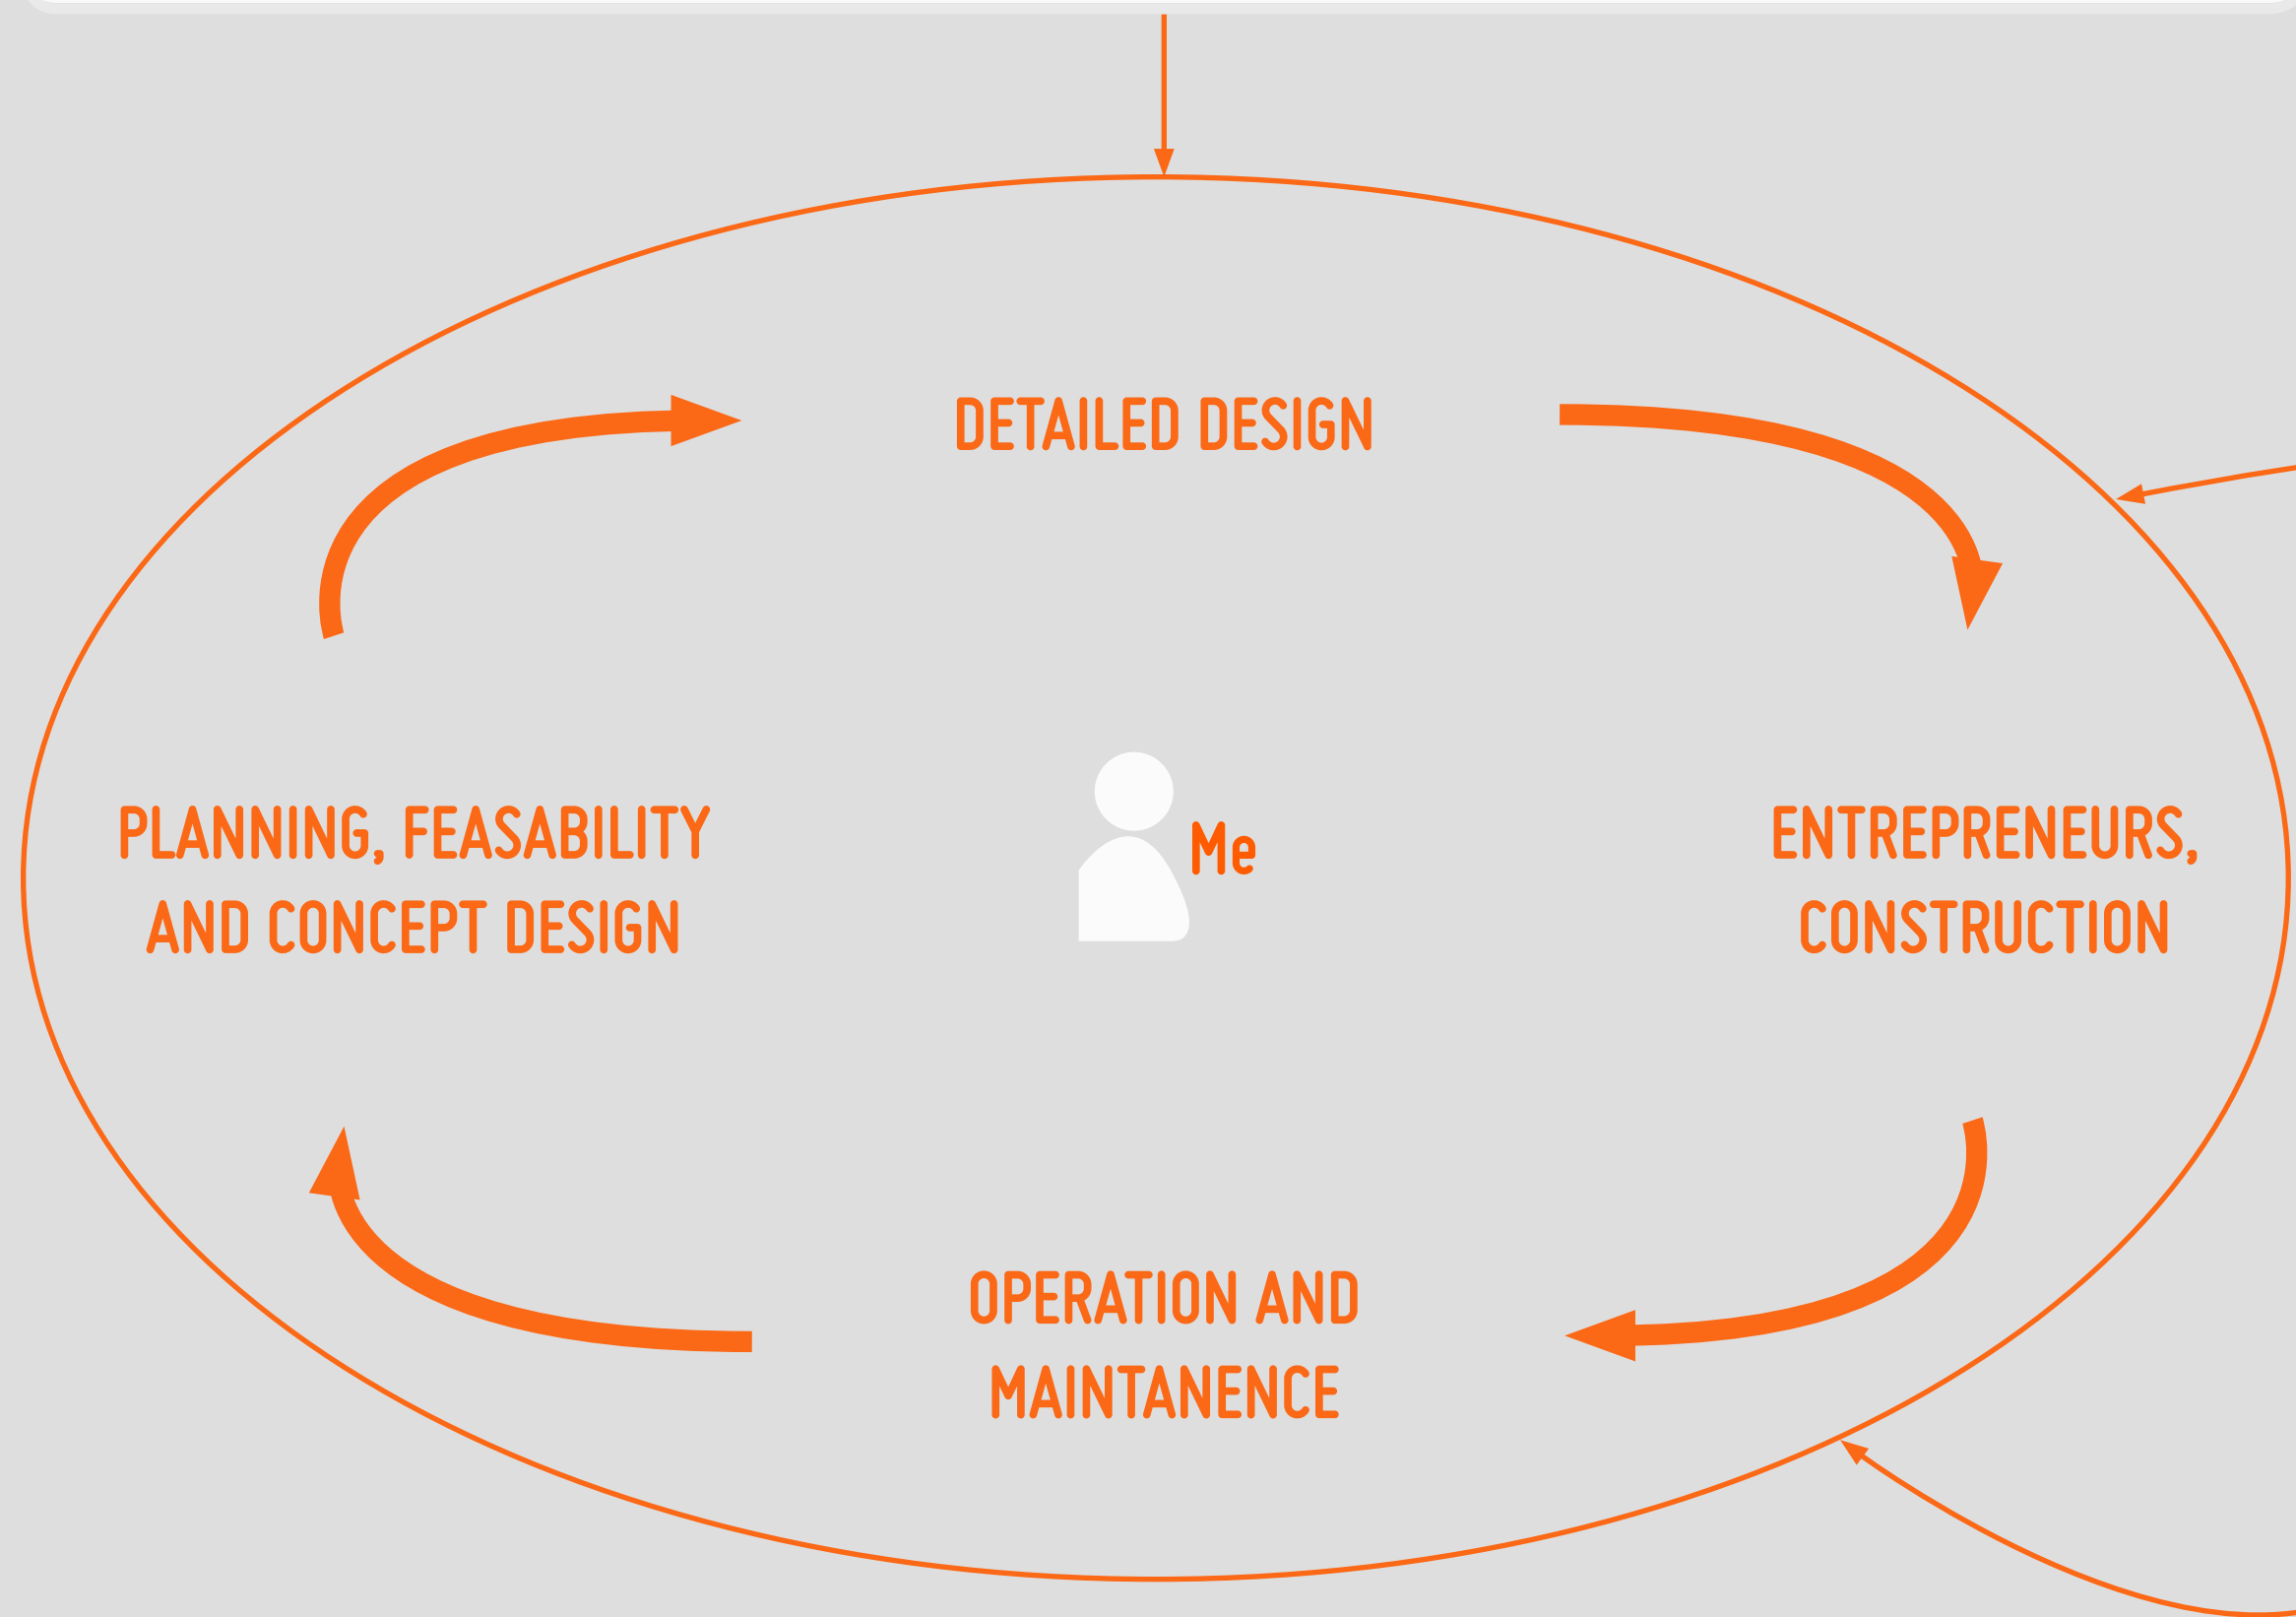 DETAILED DESIGN
PLANNING, FEASABILITY
AND CONCEPT DESIGN
Me
ENTREPRENEURS,
CONSTRUCTION
OPERATION AND
MAINTANENCE